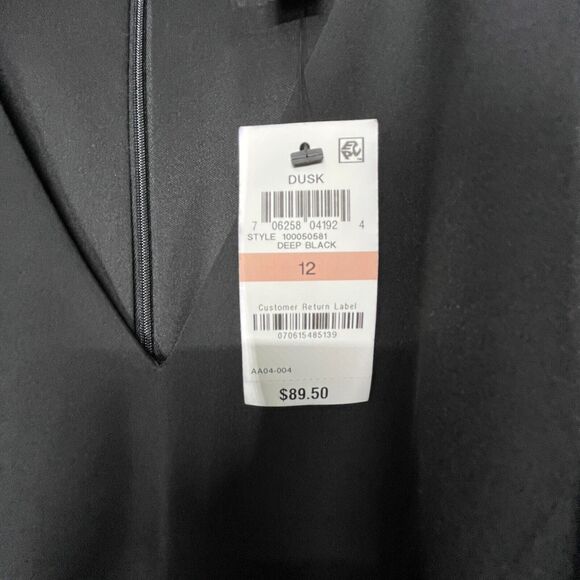 DUSK
7 06258 04192 4
STYLE 100050581
DEEP BLACK
12
Customer Return Label
070615485139
AA04-004
$89.50